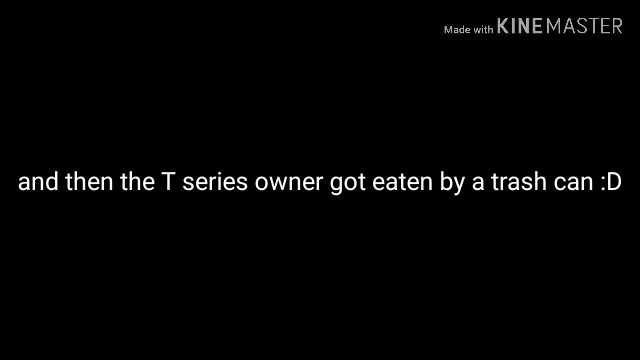 Made with KINEMASTER
and then the T series owner got eaten by a trash can :D